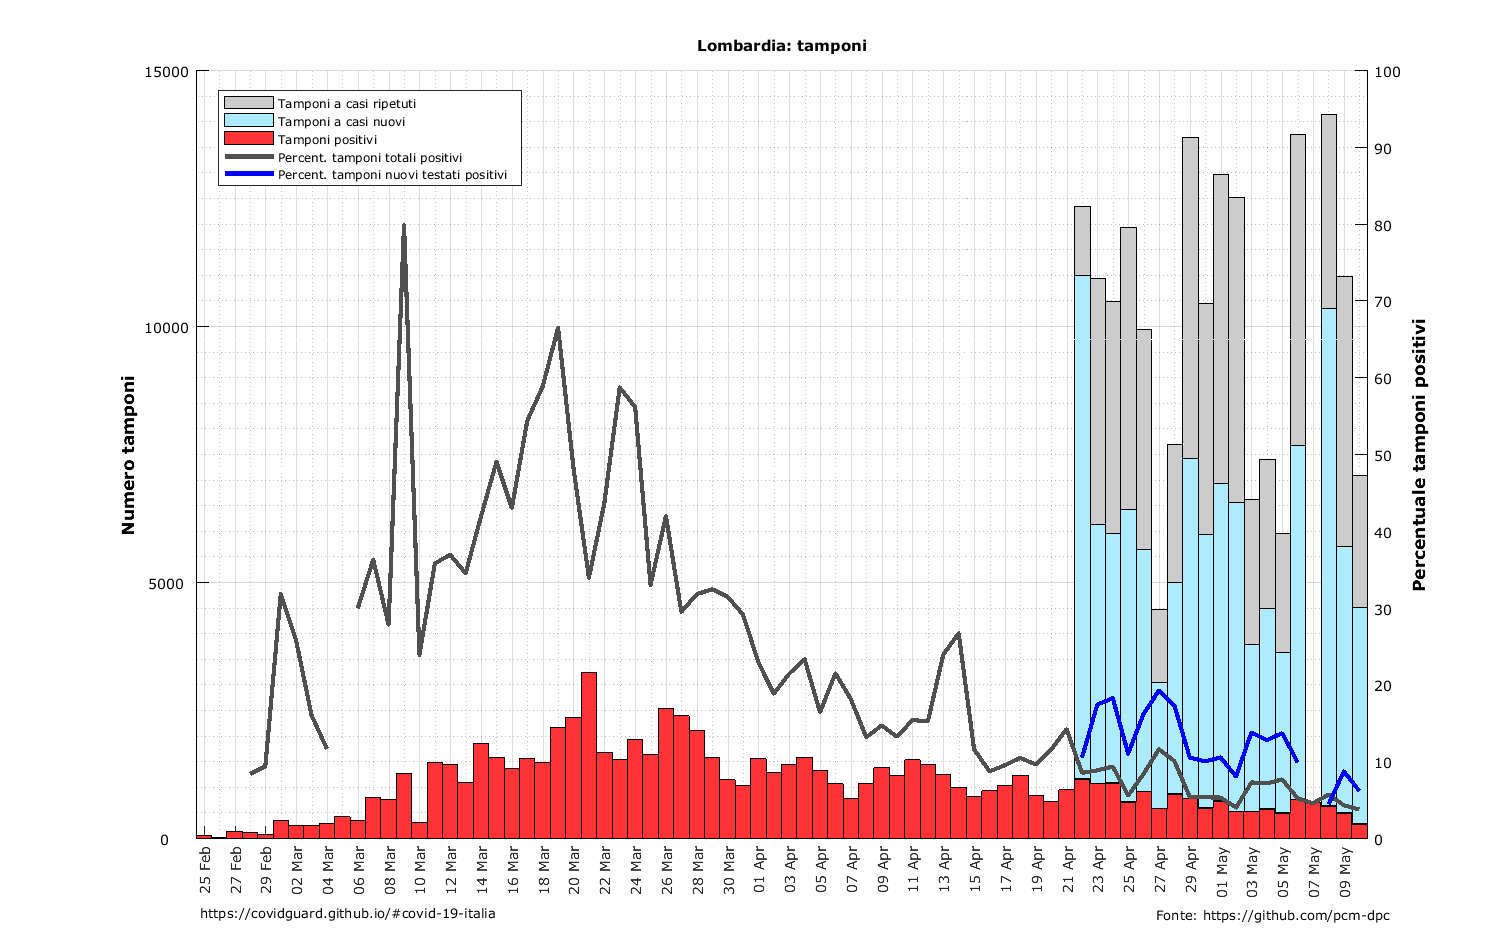 Lombardia: tamponi
15000
10000
5000
0
Numero tamponi
Tamponi a casi ripetuti
Tamponi a casi nuovi
Tamponi positivi
Percent. tamponi totali positivi
Percent. tamponi nuovi testati positivi
100
90
80
70
60
50
40
30
20
10
0
Percentuale tamponi positivi
25 Feb
27 Feb
29 Feb
02 Mar
04 Mar
06 Mar
08 Mar
10 Mar
12 Mar
14 Mar
16 Mar
18 Mar
20 Mar
22 Mar
24 Mar
26 Mar
28 Mar
30 Mar
01 Apr
03 Apr
05 Apr
07 Apr
09 Apr
11 Apr
13 Apr
15 Apr
17 Apr
19 Apr
21 Apr
23 Apr
25 Apr
27 Apr
29 Apr
01 May
03 May
05 May
07 May
09 May
https://covidguard.github.io/#covid-19-italia
Fonte: https://github.com/pcm-dpc